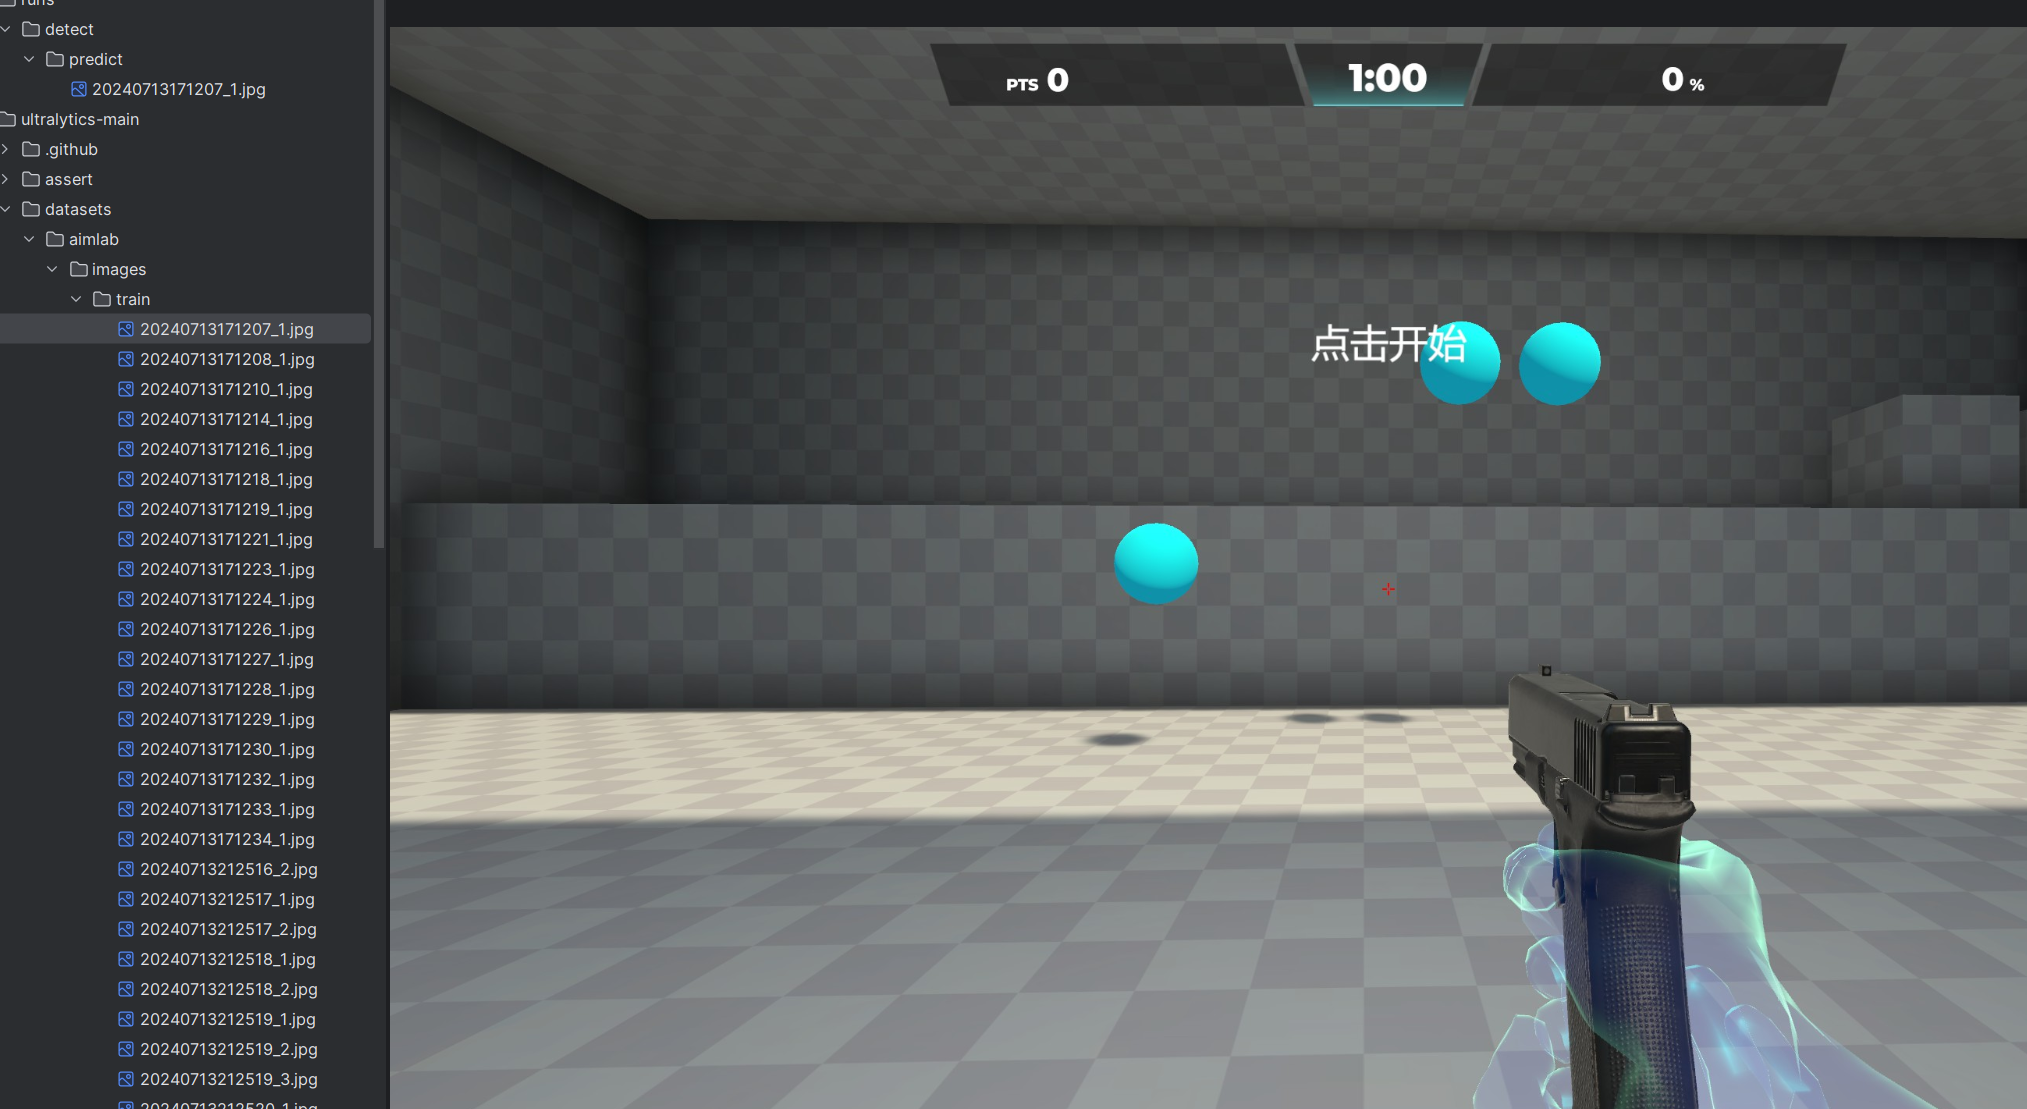 runs
detect
predict
20240713171207_1.jpg
ultralytics-main
.github
assert
datasets
aimlab
images
train
20240713171207_1.jpg
20240713171208_1.jpg
20240713171210_1.jpg
20240713171214_1.jpg
20240713171216_1.jpg
20240713171218_1.jpg
20240713171219_1.jpg
20240713171221_1.jpg
20240713171223_1.jpg
20240713171224_1.jpg
20240713171226_1.jpg
20240713171227_1.jpg
20240713171228_1.jpg
20240713171229_1.jpg
20240713171230_1.jpg
20240713171232_1.jpg
20240713171233_1.jpg
20240713171234_1.jpg
20240713212516_2.jpg
20240713212517_1.jpg
20240713212517_2.jpg
20240713212518_1.jpg
20240713212518_2.jpg
20240713212519_1.jpg
20240713212519_2.jpg
20240713212519_3.jpg
20240713212520_1.jpg
PTS 0
1:00
0 %
点击开始